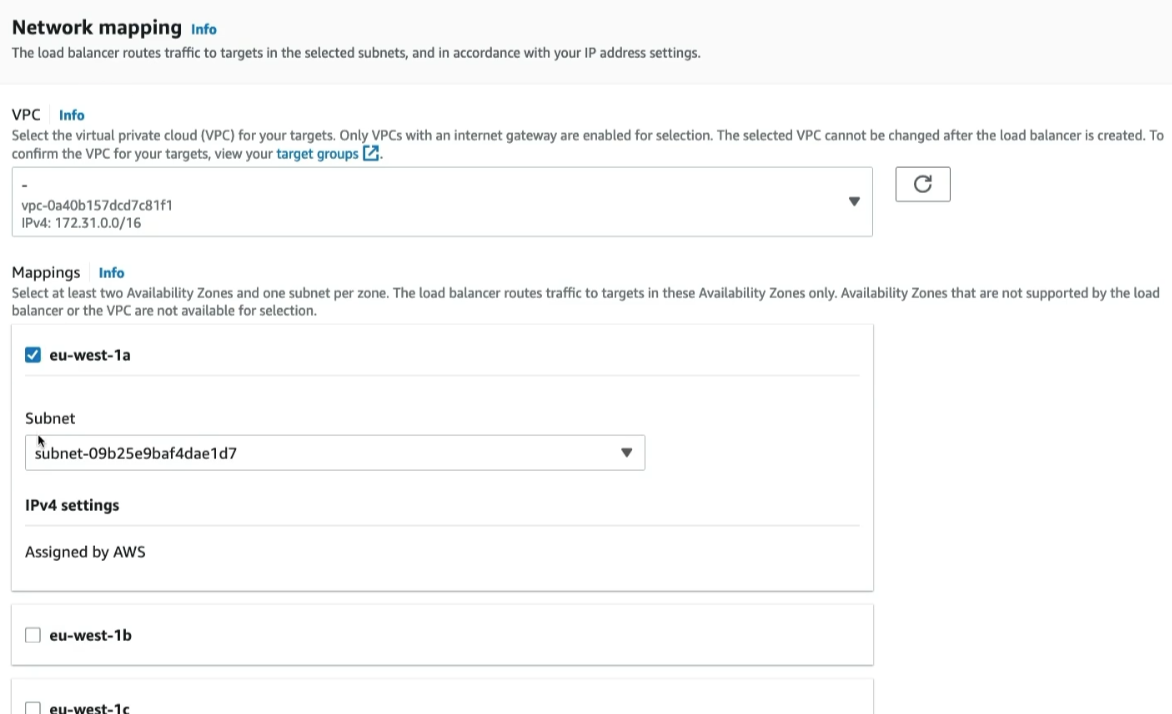 Network mapping Info
The load balancer routes traffic to targets in the selected subnets, and in accordance with your IP address settings.
VPC Info
Select the virtual private cloud (VPC) for your targets. Only VPCs with an internet gateway are enabled for selection. The selected VPC cannot be changed after the load balancer is created. To
confirm the VPC for your targets, view your target groups.
-
vpc-0a40b157dcd7c81f1
IPv4: 172.31.0.0/16
Mappings Info
Select at least two Availability Zones and one subnet per zone. The load balancer routes traffic to targets in these Availability Zones only. Availability Zones that are not supported by the load
balancer or the VPC are not available for selection.
eu-west-1a
Subnet
subnet-09b25e9baf4dae1d7
IPv4 settings
Assigned by AWS
eu-west-1b
eu-west-1c